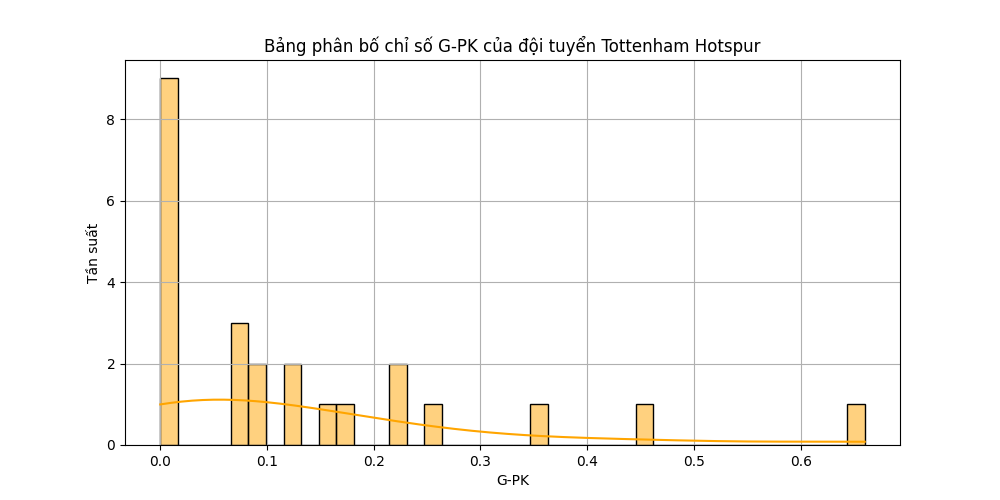 Bảng phân bố chỉ số G-PK của đội tuyển Tottenham Hotspur
Tần suất
8
6
4
2
0
0.0 0.1 0.2 0.3 0.4 0.5 0.6
G-PK